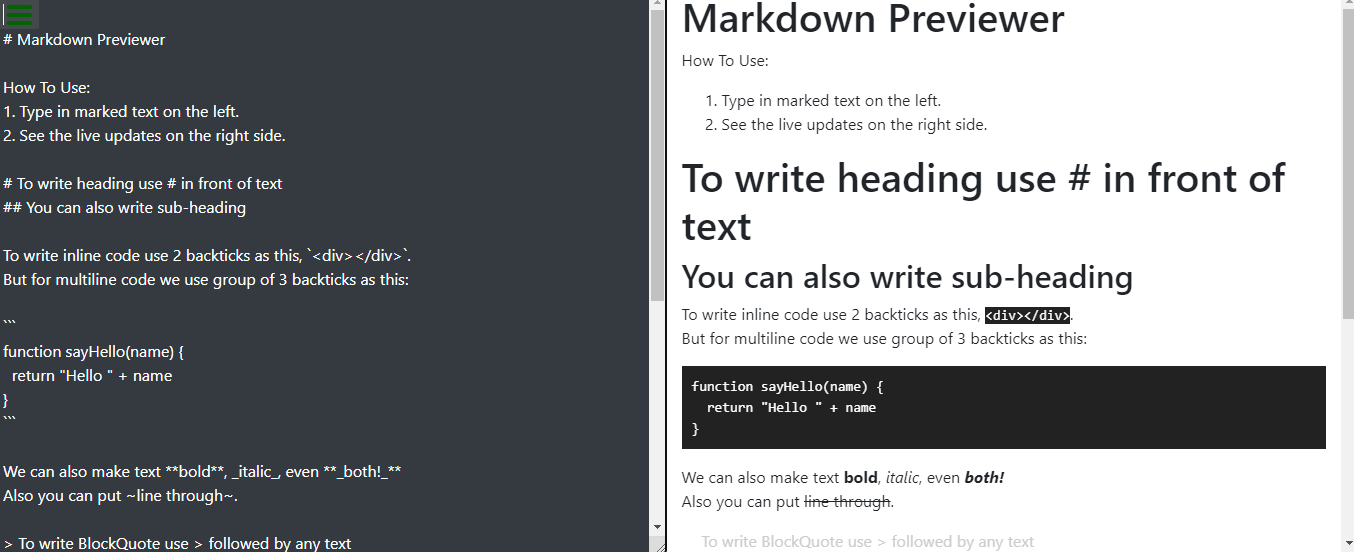 # Markdown Previewer
How To Use:
1. Type in marked text on the left.
2. See the live updates on the right side.
# To write heading use # in front of text
## You can also write sub-heading
To write inline code use 2 backticks as this, `<div></div>`.
But for multiline code we use group of 3 backticks as this:
```
function sayHello(name) {
  return "Hello " + name
}
```
We can also make text **bold**, _italic_, even **_both!_**
Also you can put ~line through~.
> To write BlockQuote use > followed by any text
Markdown Previewer
How To Use:
1. Type in marked text on the left.
2. See the live updates on the right side.
To write heading use # in front of
text
You can also write sub-heading
To write inline code use 2 backticks as this, <div></div>.
But for multiline code we use group of 3 backticks as this:
function sayHello(name) {
  return "Hello " + name
}
We can also make text bold, italic, even both!
Also you can put line through.
To write BlockQuote use > followed by any text